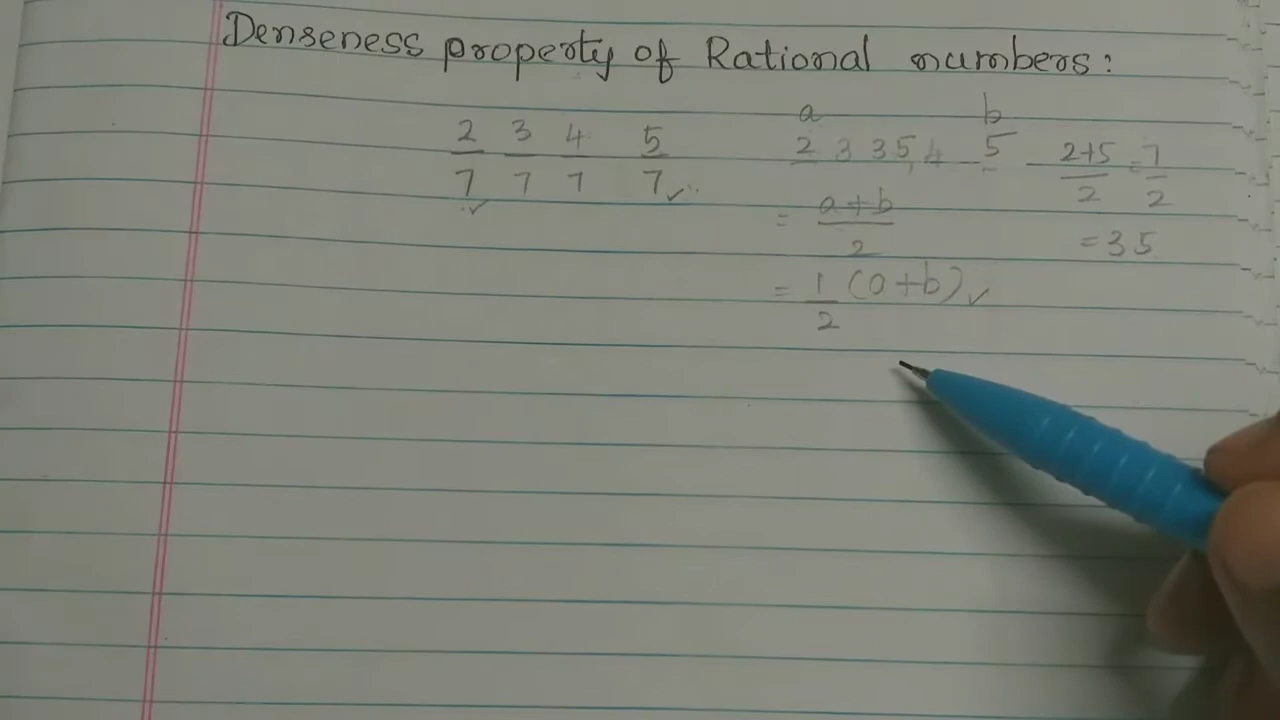 Denseness property of Rational numbers:
2/7 3/7 4/7 5/7
a b
2 3 3 5, 4 5
2+5/2 = 7/2
= a+b/2
= 3 5
= 1/2 (a+b)